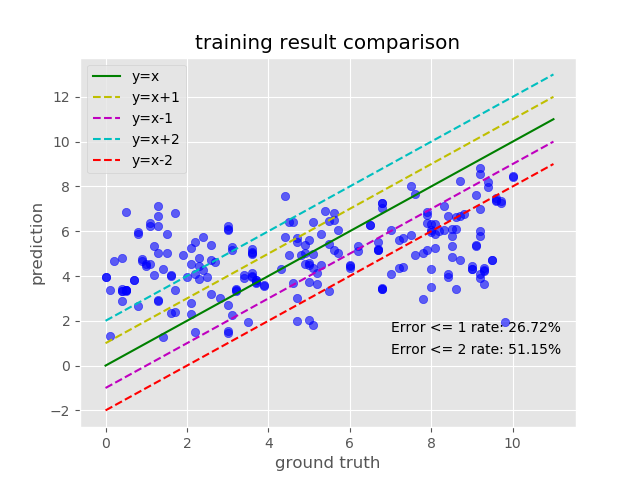 training result comparison
y=x
y=x+1
y=x-1
y=x+2
y=x-2
12
10
8
6
4
2
0
−2
prediction
Error <= 1 rate: 26.72%
Error <= 2 rate: 51.15%
0 2 4 6 8 10
ground truth